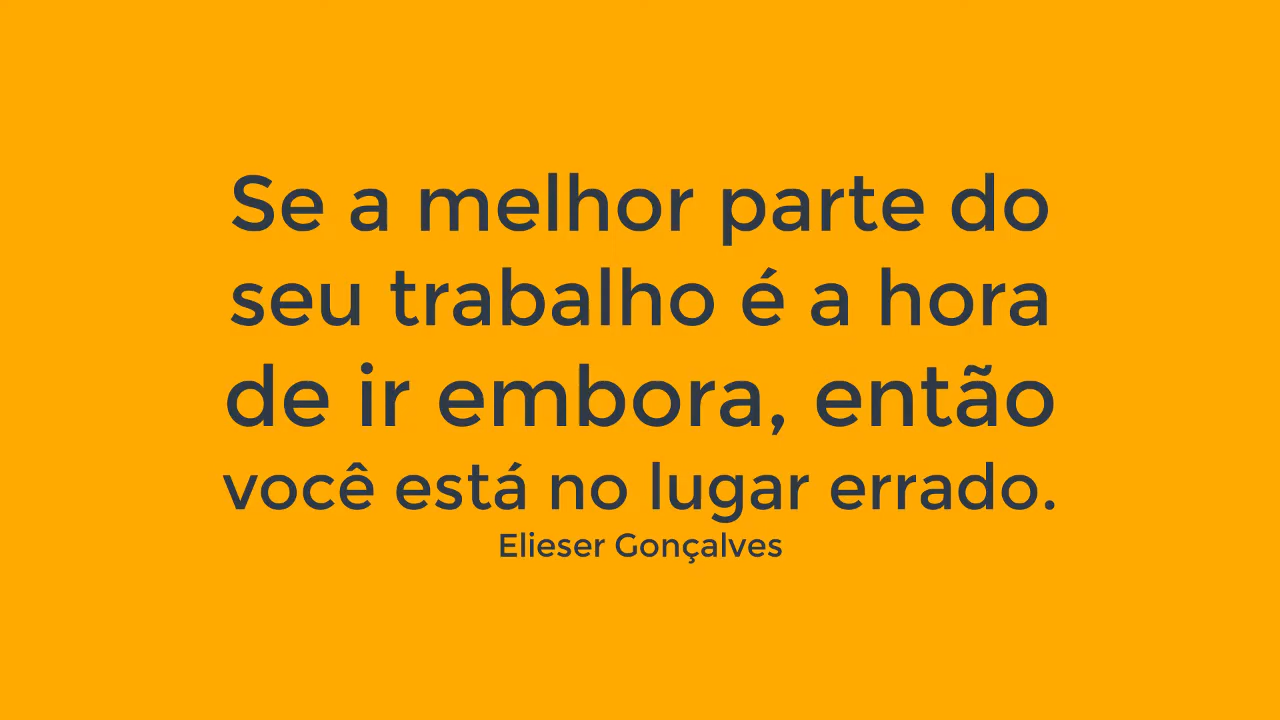 Se a melhor parte do
seu trabalho é a hora
de ir embora, então
você está no lugar errado.
Elieser Gonçalves